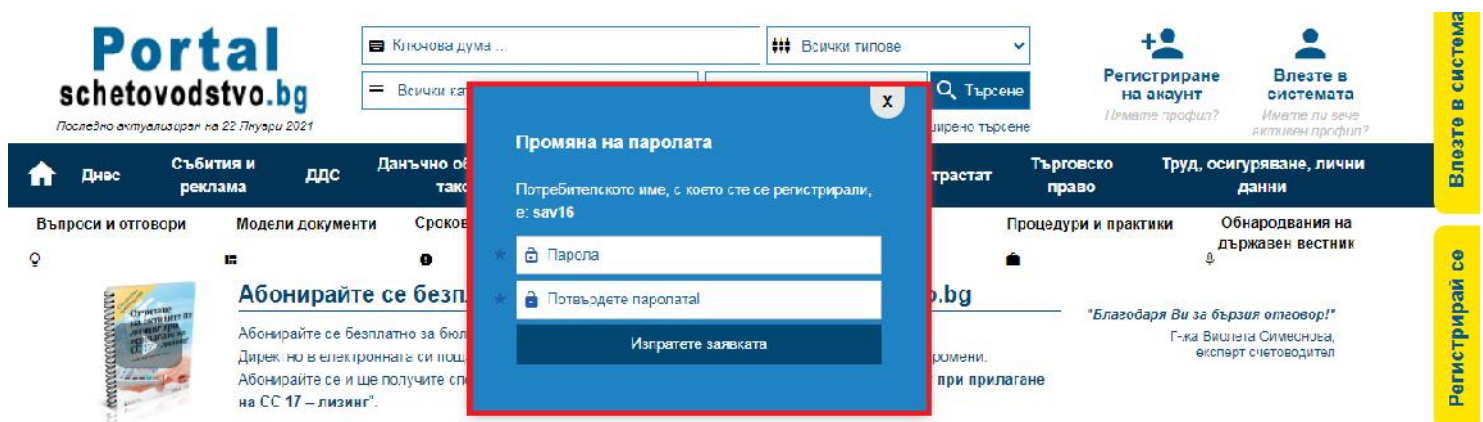 Portal
schetovodstvo.bg
Последно актуализиран на 22 Януари 2021
Ключова дума ...
Всички типове
Всички кат
Търсене
ширено търсене
Регистриране на акаунт
Нямате профил?
Влезте в системата
Имате ли вече активен профил?
Днес
Събития и реклама
ДДС
Данъчно об
такс
трастат
Търговско право
Труд, осигуряване, лични данни
Въпроси и отговори
Модели документи
Сроков
Процедури и практики
Обнародвания на държавен вестник
x
Промяна на паролата
Потребителското име, с което сте се регистрирали,
е: sav16
* Парола
* Потвърдете паролата!
Изпратете заявката
Абонирайте се безп
о.bg
Абонирайте се безплатно за бюл
Директно в електронната си пощ
ромени.
Абонирайте се и ще получите спе
при прилагане
на СС 17 – лизинг".
"Благодаря Ви за бързия отговор!"
Г-жа Виолета Симеонова,
експерт счетоводител
Влезте в система
Регистрирай се